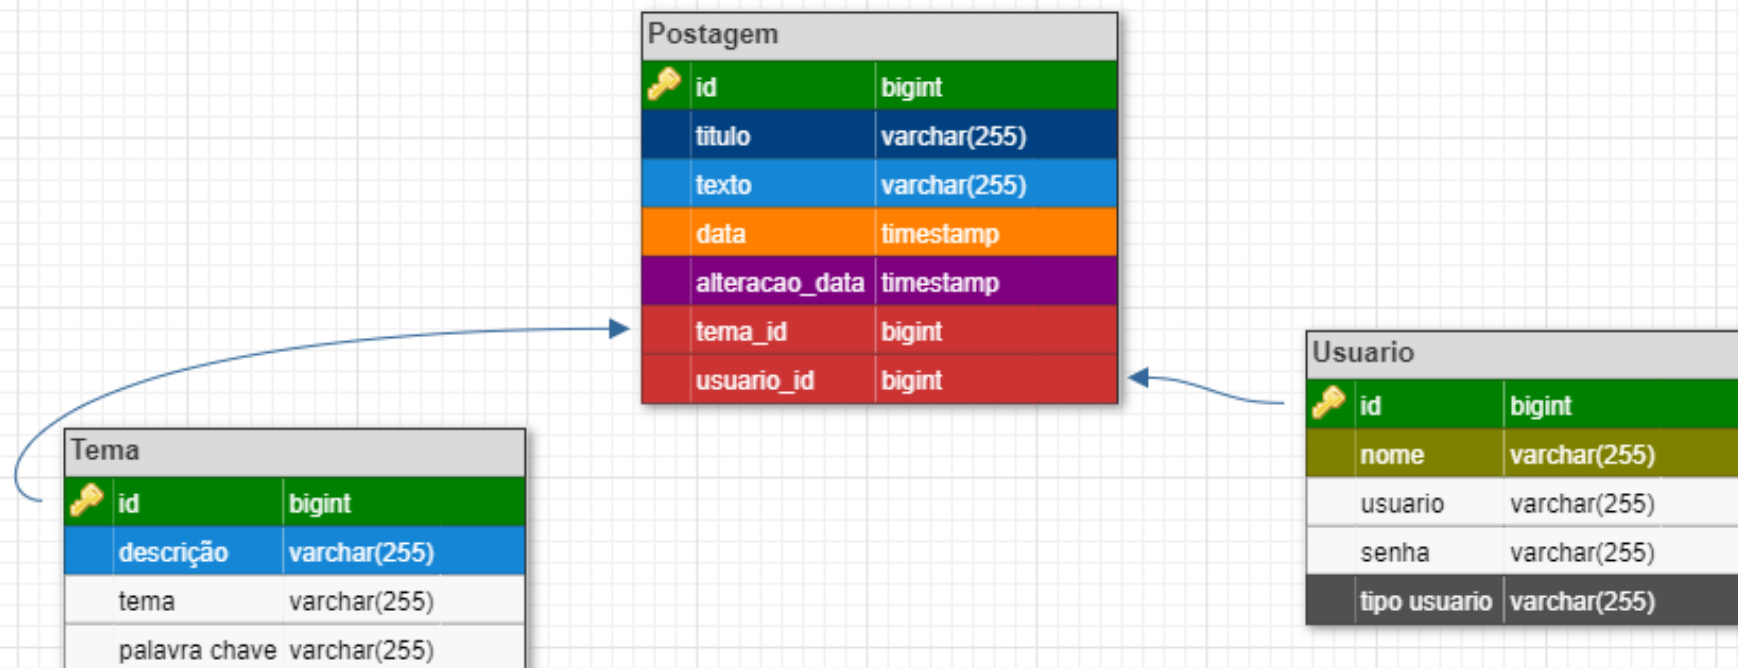 Postagem
id bigint
titulo varchar(255)
texto varchar(255)
data timestamp
alteracao_data timestamp
tema_id bigint
usuario_id bigint
Tema
id bigint
descrição varchar(255)
tema varchar(255)
palavra chave varchar(255)
Usuario
id bigint
nome varchar(255)
usuario varchar(255)
senha varchar(255)
tipo usuario varchar(255)